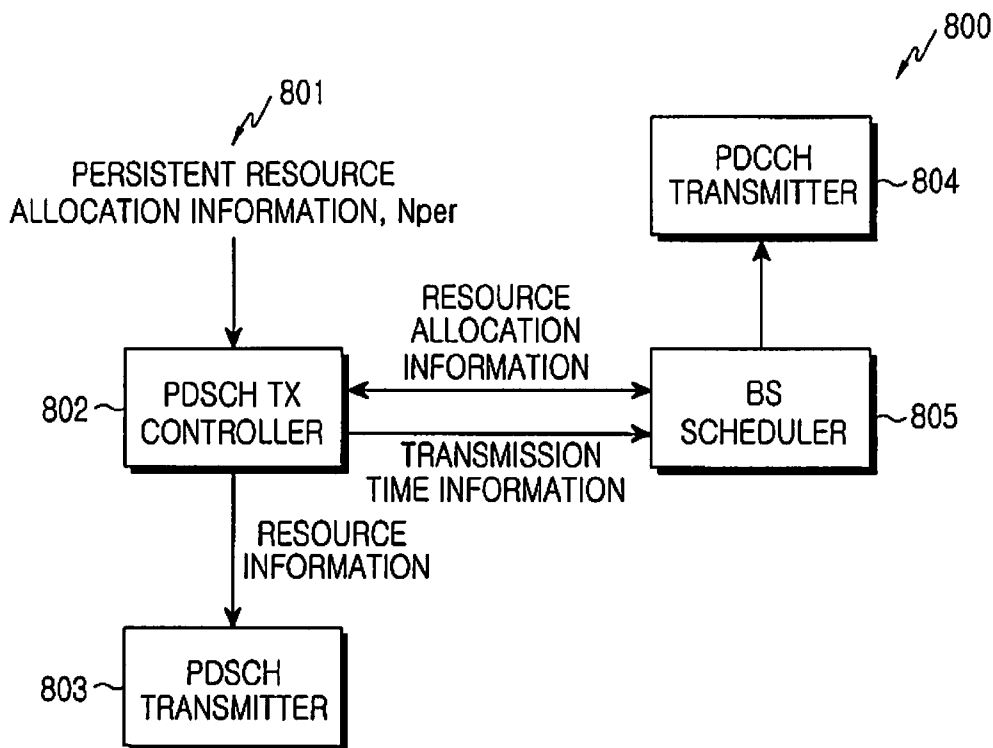 800
801
PERSISTENT RESOURCE
ALLOCATION INFORMATION, Nper
PDCCH
TRANSMITTER
804
RESOURCE
ALLOCATION
INFORMATION
802
PDSCH TX
CONTROLLER
BS
SCHEDULER
805
TRANSMISSION
TIME INFORMATION
RESOURCE
INFORMATION
803
PDSCH
TRANSMITTER